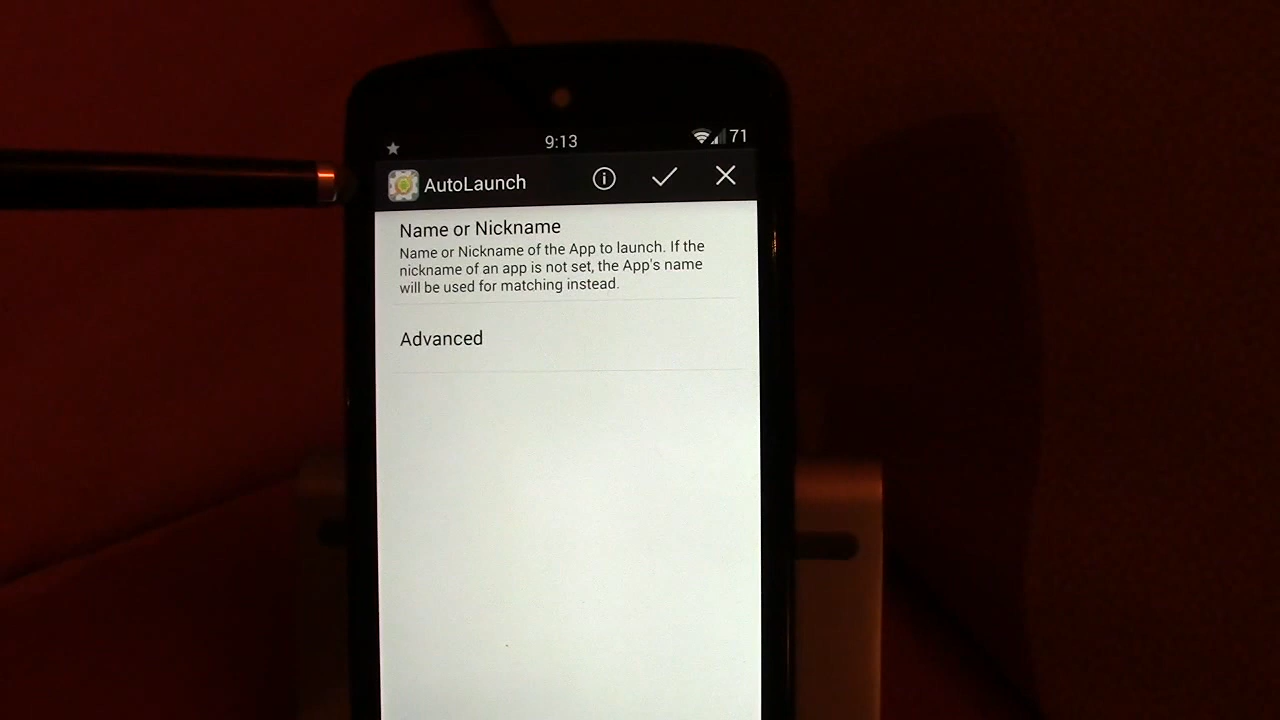 9:13
71
AutoLaunch
Name or Nickname
Name or Nickname of the App to launch. If the
nickname of an app is not set, the App's name
will be used for matching instead.
Advanced